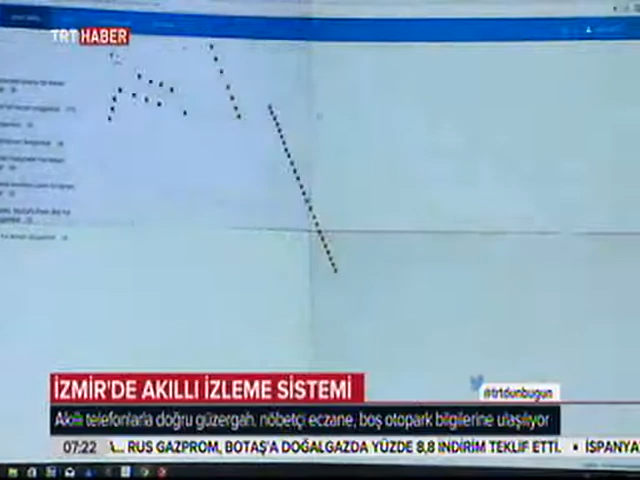 TRT HABER
İZMİR'DE AKILLI İZLEME SİSTEMİ
@trtdunbugun
Akıllı telefonlarla doğru güzergah, nöbetçi eczane, boş otopark bilgilerine ulaşılıyor
07:22 RUS GAZPROM, BOTAŞ'A DOĞALGAZDA YÜZDE 8,8 İNDİRİM TEKLİF ETTİ. • İSPANYA